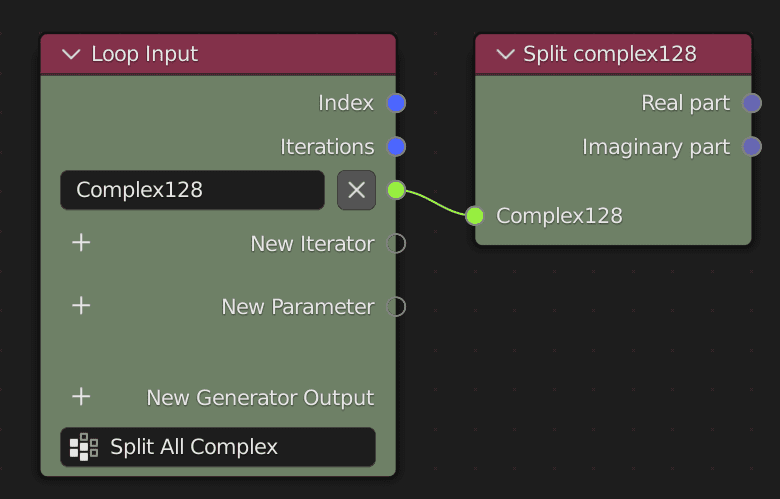 Loop Input
Index
Iterations
Complex128
New Iterator
New Parameter
New Generator Output
Split All Complex
Split complex128
Real part
Imaginary part
Complex128